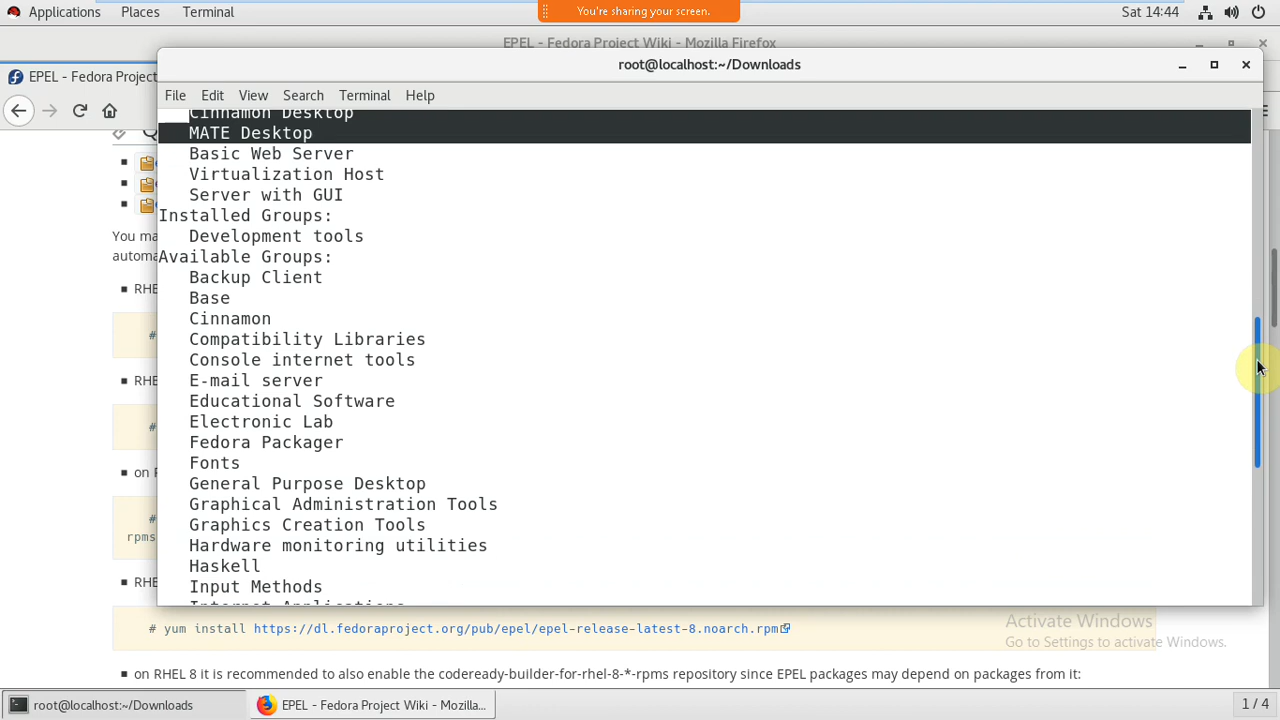 Applications Places Terminal
You're sharing your screen.
Sat 14:44
EPEL - Fedora Project Wiki - Mozilla Firefox
EPEL - Fedora Project
root@localhost:~/Downloads
File Edit View Search Terminal Help
Cinnamon Desktop
MATE Desktop
Basic Web Server
Virtualization Host
Server with GUI
Installed Groups:
Development tools
Available Groups:
Backup Client
Base
Cinnamon
Compatibility Libraries
Console internet tools
E-mail server
Educational Software
Electronic Lab
Fedora Packager
Fonts
General Purpose Desktop
Graphical Administration Tools
Graphics Creation Tools
Hardware monitoring utilities
Haskell
Input Methods
Internet Applications
You ma
automa
RHE
#
RHE
#
on R
#
rpms
RHE
# yum install https://dl.fedoraproject.org/pub/epel/epel-release-latest-8.noarch.rpm
on RHEL 8 it is recommended to also enable the codeready-builder-for-rhel-8-*-rpms repository since EPEL packages may depend on packages from it:
Activate Windows
Go to Settings to activate Windows.
root@localhost:~/Downloads
EPEL - Fedora Project Wiki - Mozilla...
1 / 4